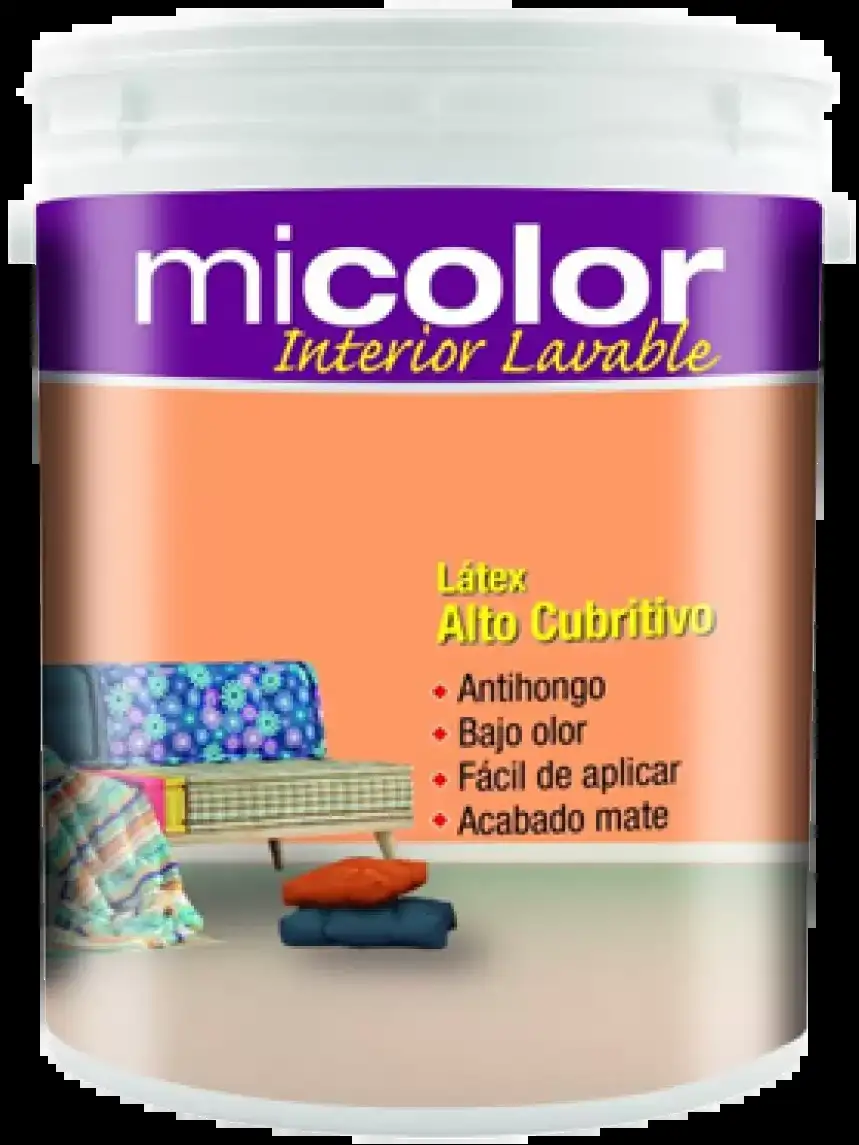 micolor
Interior Lavable
Látex
Alto Cubritivo
Antihongo
Bajo olor
Fácil de aplicar
Acabado mate